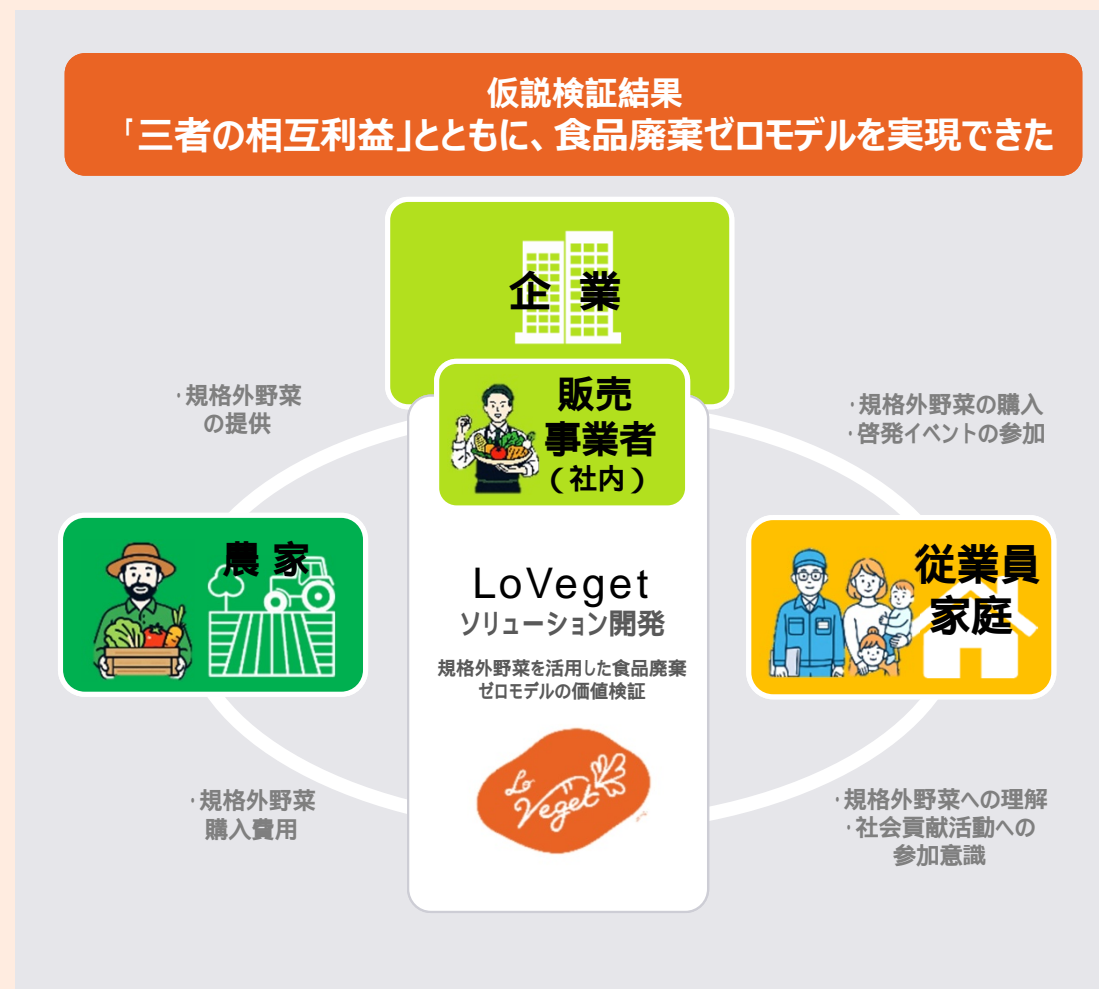 仮説検証結果
「三者の相互利益」とともに、食品廃棄ゼロモデルを実現できた
企 業
販売
事業者
(社内)
・規格外野菜
の提供
・規格外野菜の購入
・啓発イベントの参加
農 家
従業員
家庭
LoVeget
ソリューション開発
規格外野菜を活用した食品廃棄
ゼロモデルの価値検証
Lo
Veget
・規格外野菜
購入費用
・規格外野菜への理解
・社会貢献活動への
参加意識